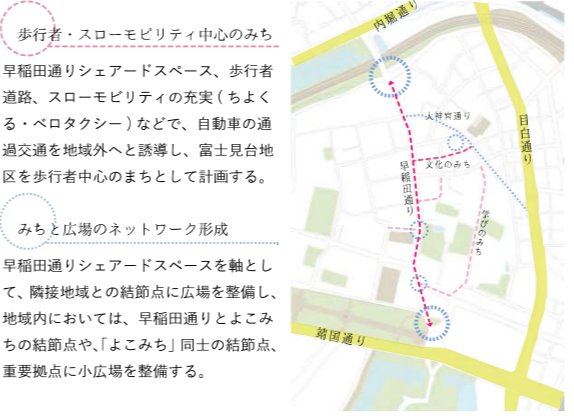 歩行者・スローモビリティ中心のみち
早稲田通りシェアードスペース、歩行者
道路、スローモビリティの充実(ちよく
る・ベロタクシー)などで、自動車の通
過交通を地域外へと誘導し、富士見台地
区を歩行者中心のまちとして計画する。
みちと広場のネットワーク形成
早稲田通りシェアードスペースを軸とし
て、隣接地域との結節点に広場を整備し、
地域内においては、早稲田通りとよこみ
ちの結節点や、「よこみち」同士の結節点、
重要拠点に小広場を整備する。
内堀通り
大神宮通り
目白通り
文化のみち
早稲田通り
学びのみち
靖国通り